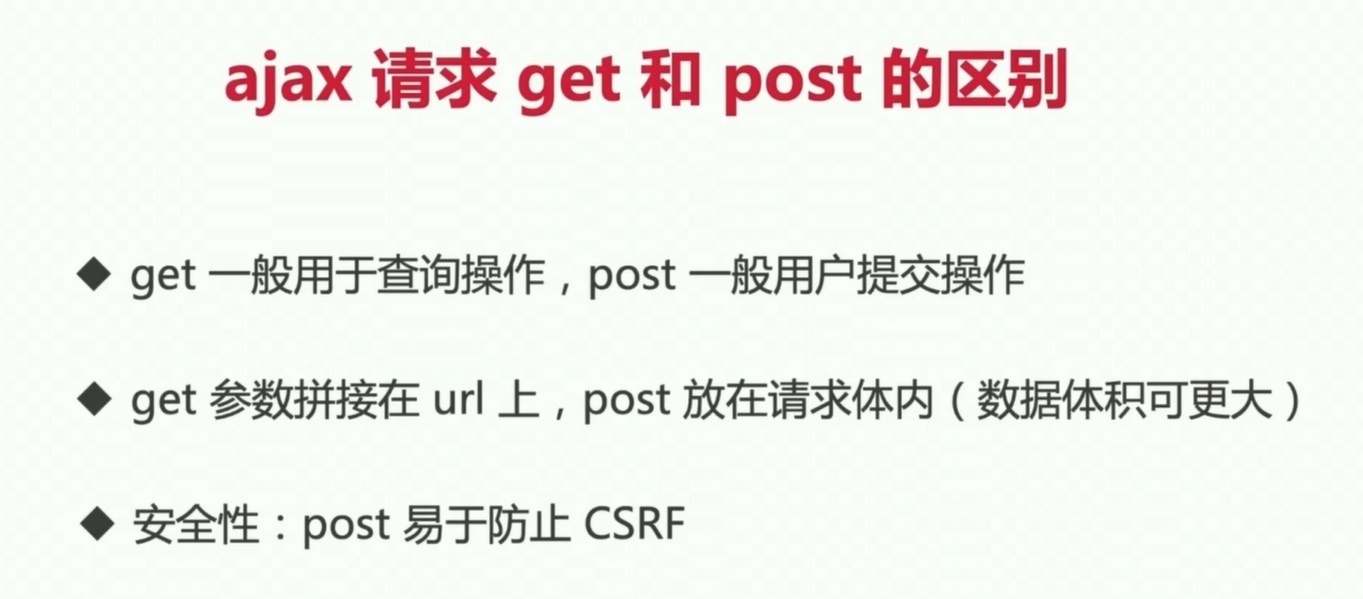 ajax 请求 get 和 post 的区别
◆ get 一般用于查询操作，post 一般用户提交操作
◆ get 参数拼接在 url 上，post 放在请求体内（数据体积可更大）
◆ 安全性：post 易于防止 CSRF